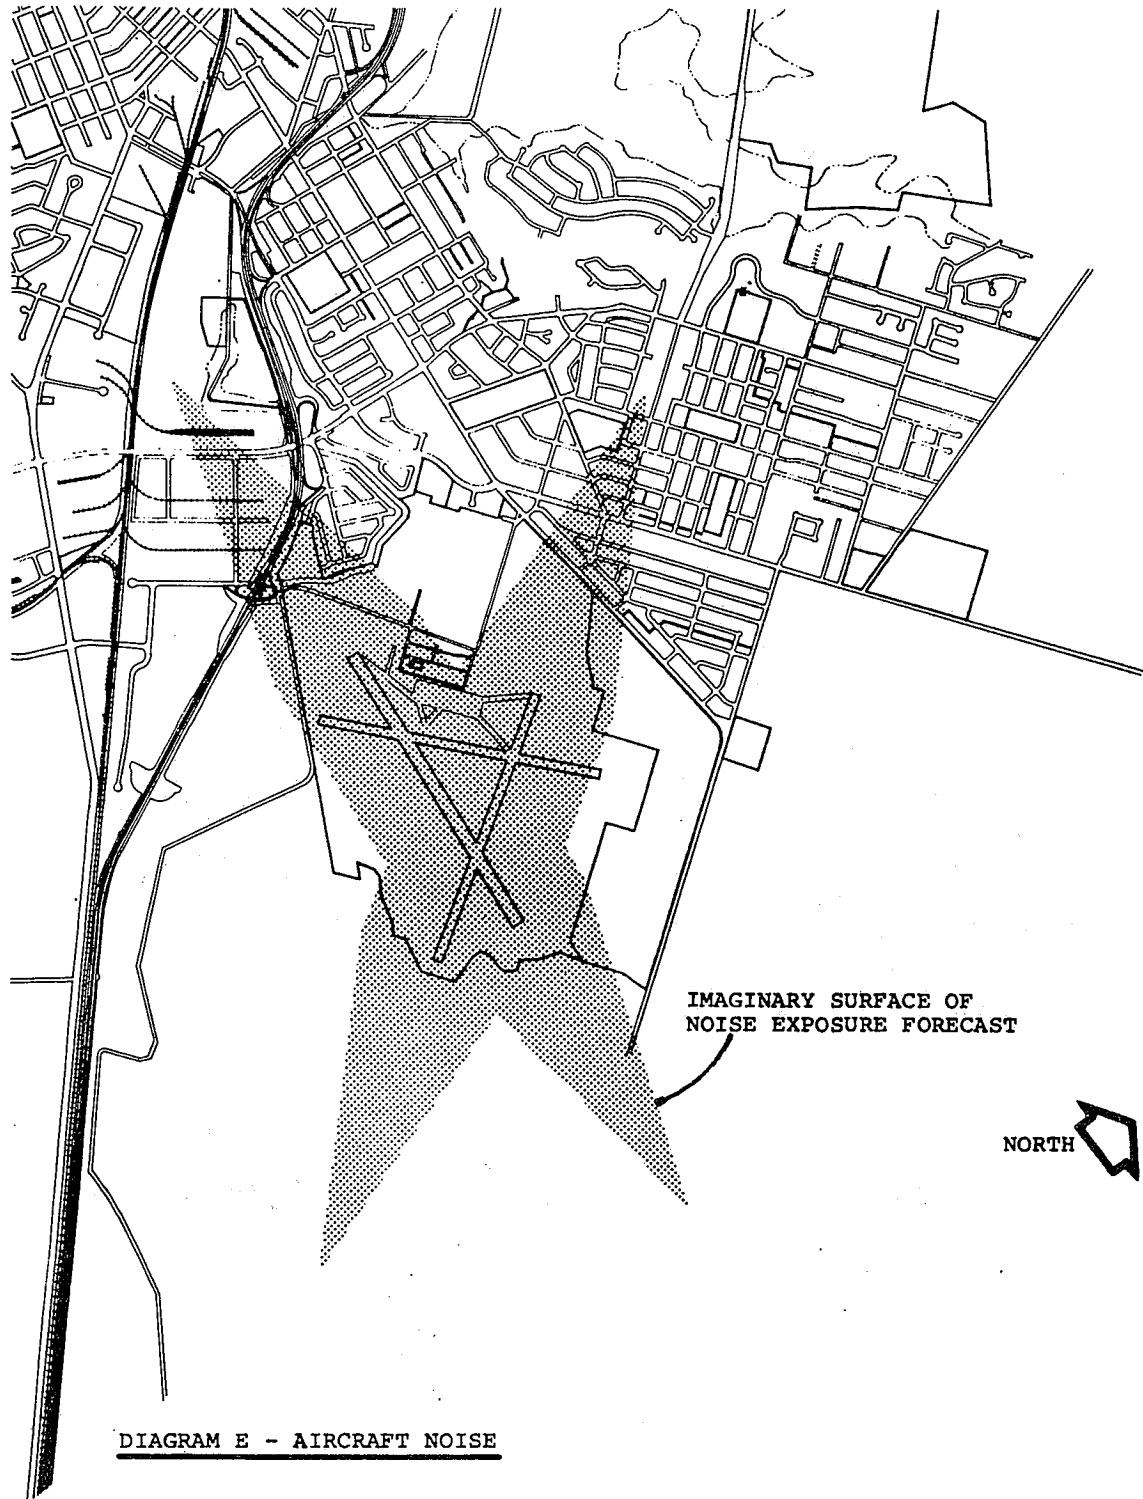 IMAGINARY SURFACE OF
NOISE EXPOSURE FORECAST
NORTH
DIAGRAM E - AIRCRAFT NOISE